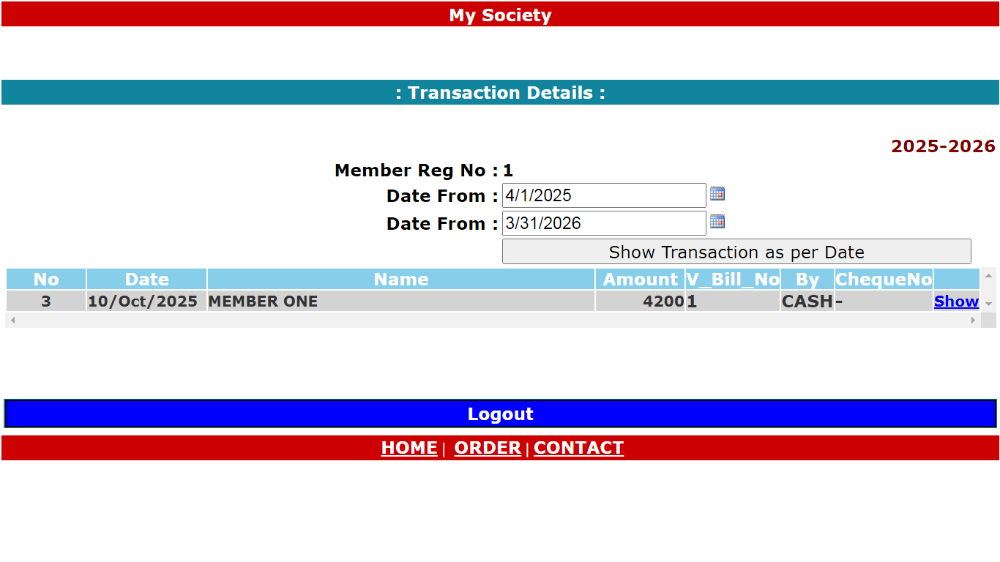 My Society
: Transaction Details :
2025-2026
Member Reg No : 1
Date From : 4/1/2025
Date From : 3/31/2026
Show Transaction as per Date
No Date Name Amount V_Bill_No By ChequeNo
3 10/Oct/2025 MEMBER ONE 4200 1 CASH - Show
Logout
HOME | ORDER | CONTACT